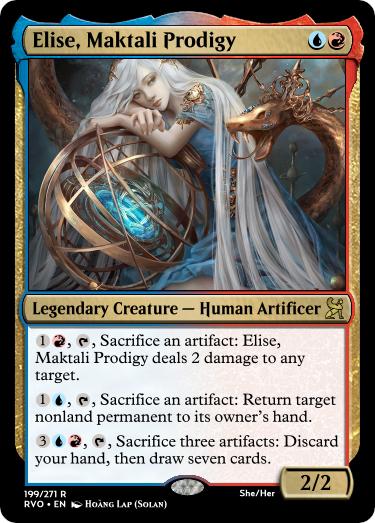 Elise, Maktali Prodigy
Legendary Creature — Human Artificer
1, Sacrifice an artifact: Elise,
Maktali Prodigy deals 2 damage to any
target.
1, Sacrifice an artifact: Return target
nonland permanent to its owner's hand.
3, Sacrifice three artifacts: Discard
your hand, then draw seven cards.
2/2
199/271 R
She/Her
RVO • EN Hoàng Lap (Solan)